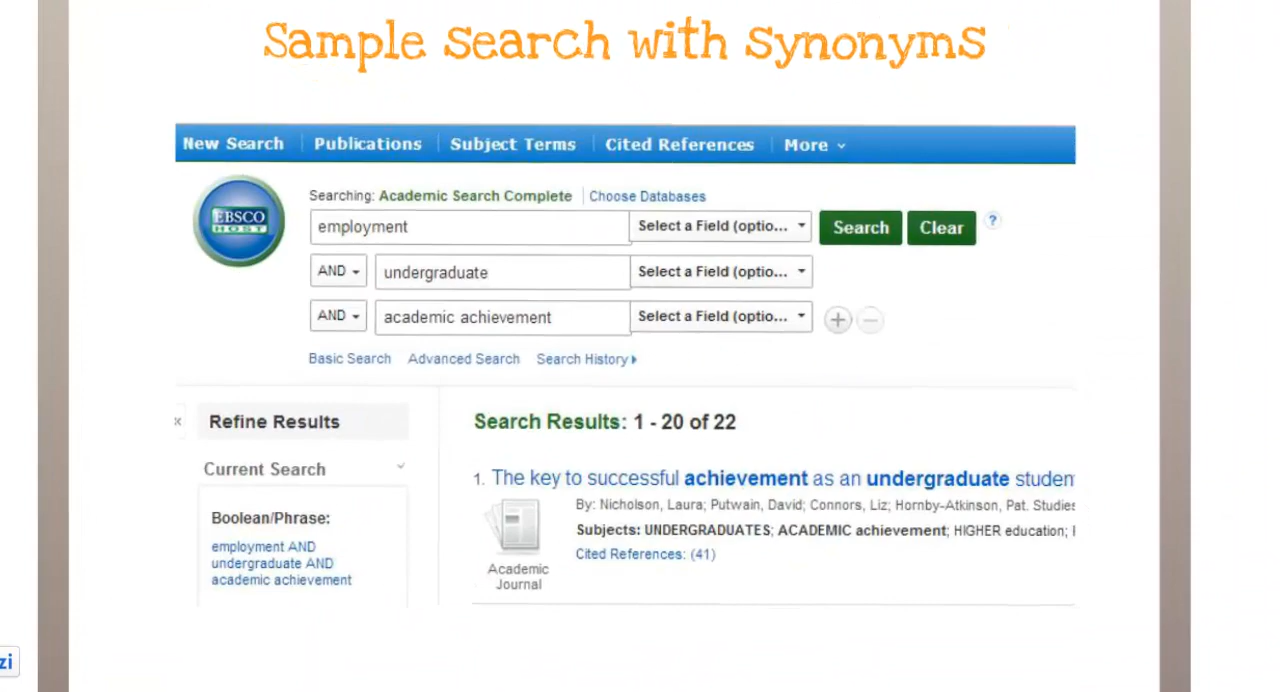 Sample search with synonyms
New Search Publications Subject Terms Cited References More
Searching: Academic Search Complete Choose Databases
EBSCO
HOST
employment Select a Field (optio... Search Clear ?
AND undergraduate Select a Field (optio...
AND academic achievement Select a Field (optio...
Basic Search Advanced Search Search History
Refine Results
Current Search
Boolean/Phrase:
employment AND
undergraduate AND
academic achievement
Search Results: 1 - 20 of 22
1. The key to successful achievement as an undergraduate studen
By: Nicholson, Laura; Putwain, David; Connors, Liz; Hornby-Atkinson, Pat. Studies
Subjects: UNDERGRADUATES; ACADEMIC achievement; HIGHER education;
Cited References: (41)
Academic
Journal
zi